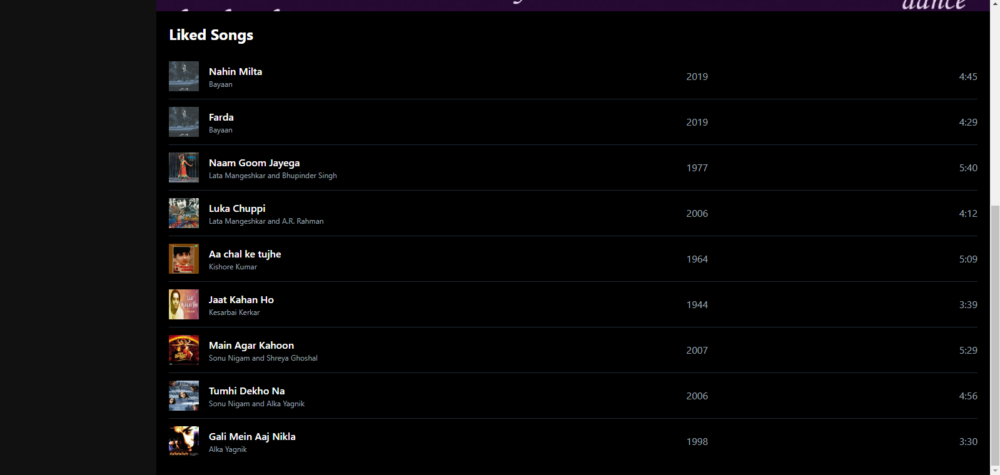 dance
Liked Songs
Nahin Milta
Bayaan
2019
4:45
Farda
Bayaan
2019
4:29
Naam Goom Jayega
Lata Mangeshkar and Bhupinder Singh
1977
5:40
Luka Chuppi
Lata Mangeshkar and A.R. Rahman
2006
4:12
Aa chal ke tujhe
Kishore Kumar
1964
5:09
Jaat Kahan Ho
Kesarbai Kerkar
1944
3:39
Main Agar Kahoon
Sonu Nigam and Shreya Ghoshal
2007
5:29
Tumhi Dekho Na
Sonu Nigam and Alka Yagnik
2006
4:56
Gali Mein Aaj Nikla
Alka Yagnik
1998
3:30